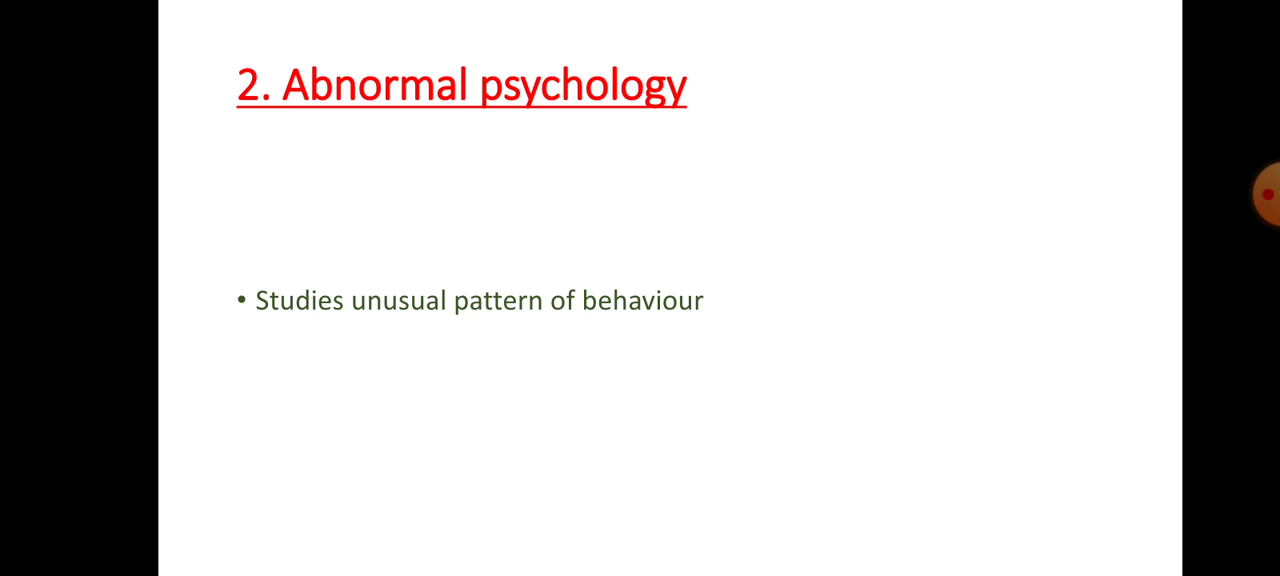 2. Abnormal psychology
• Studies unusual pattern of behaviour